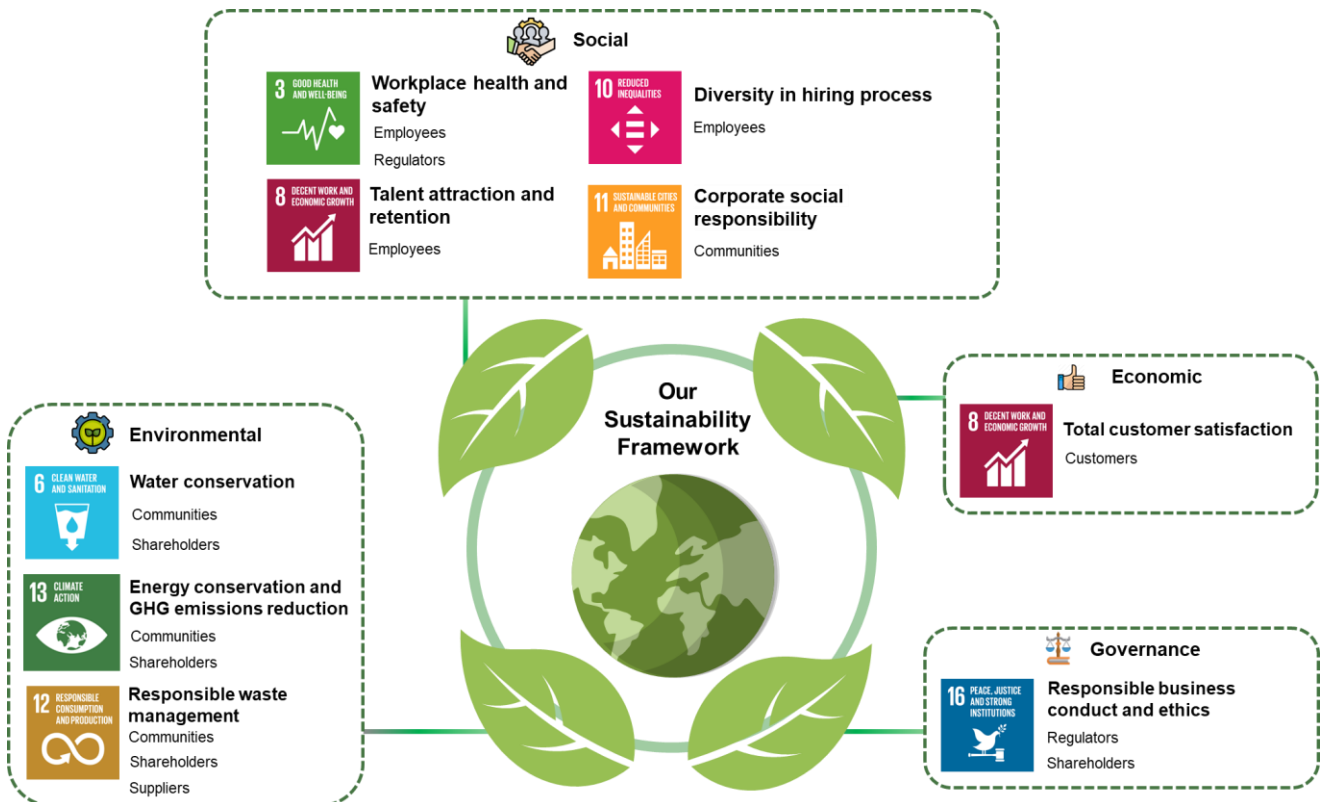 Social
3 GOOD HEALTH
AND WELL-BEING
Workplace health and
safety
Employees
Regulators
10 REDUCED
INEQUALITIES
Diversity in hiring process
Employees
8 DECENT WORK AND
ECONOMIC GROWTH
Talent attraction and
retention
Employees
11 SUSTAINABLE CITIES
AND COMMUNITIES
Corporate social
responsibility
Communities
Our
Sustainability
Framework
Economic
8 DECENT WORK AND
ECONOMIC GROWTH
Total customer satisfaction
Customers
Environmental
6 CLEAN WATER
AND SANITATION
Water conservation
Communities
Shareholders
13 CLIMATE
ACTION
Energy conservation and
GHG emissions reduction
Communities
Shareholders
12 RESPONSIBLE
CONSUMPTION
AND PRODUCTION
Responsible waste
management
Communities
Shareholders
Suppliers
Governance
16 PEACE, JUSTICE
AND STRONG
INSTITUTIONS
Responsible business
conduct and ethics
Regulators
Shareholders